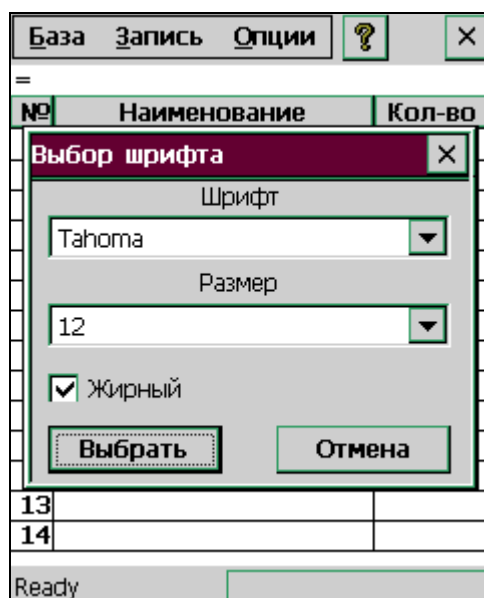 База Запись Опции ?
=
№ Наименование Кол-во
Выбор шрифта
Шрифт
Tahoma
Размер
12
Жирный
Выбрать Отмена
13
14
Ready